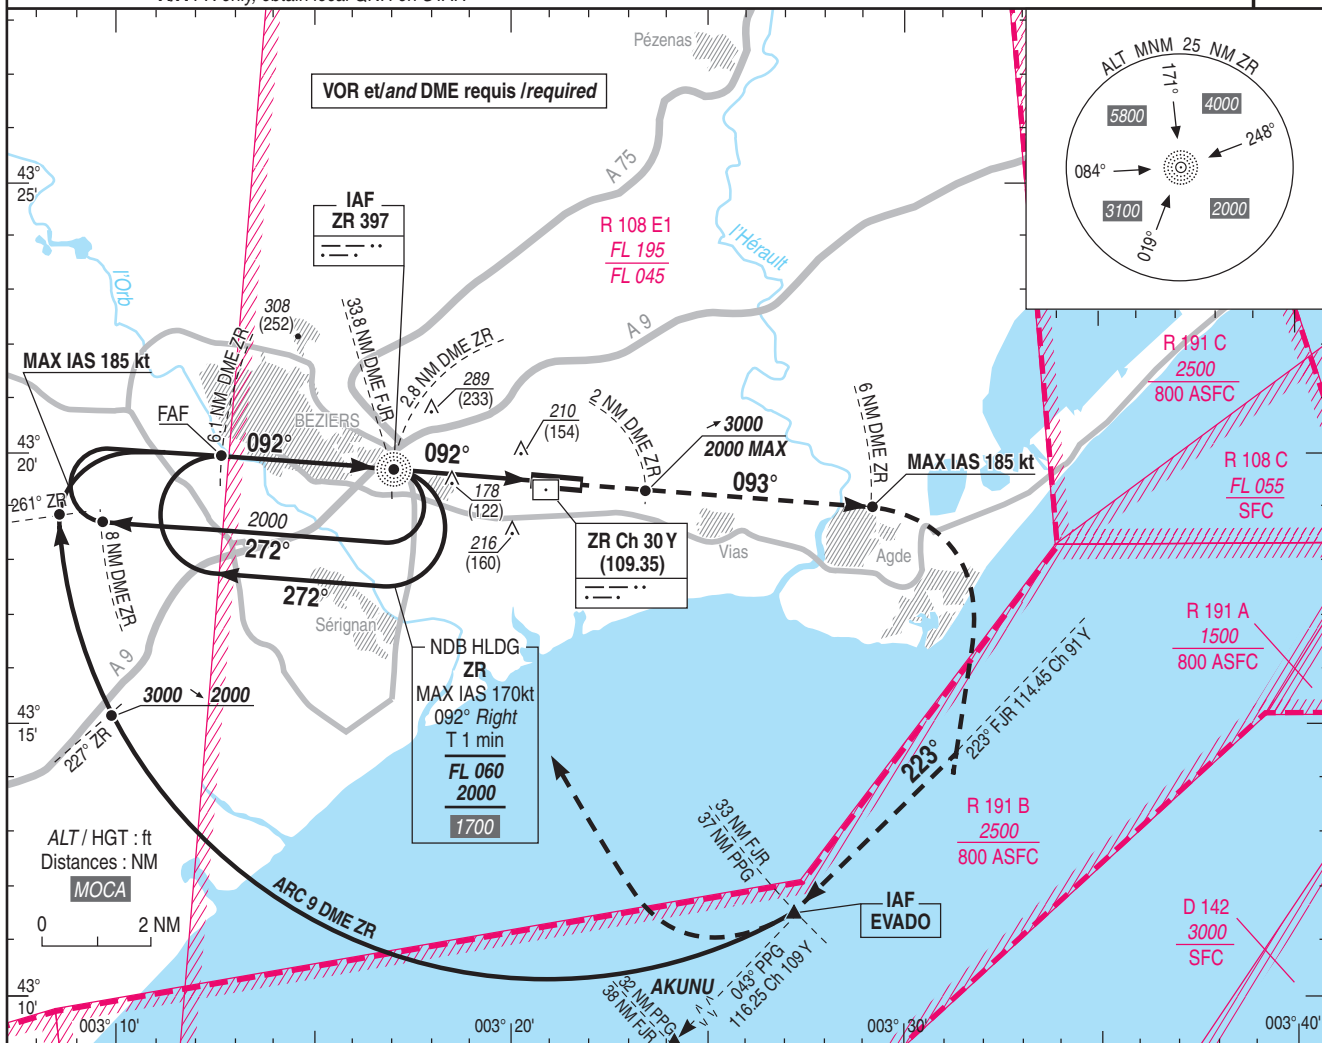 Pézenas
VOR et/and DME requis /required
ALT MNM 25 NM ZR
171°
5800
4000
248°
084°
3100
2000
019°
43°
25'
A 75
IAF
ZR 397
R 108 E1
FL 195
FL 045
l'Hérault
l'Orb
308
(252)
33.8 NM DME FJR
2.8 NM DME ZR
A 9
R 191 C
2500
800 ASFC
MAX IAS 185 kt
6.1 NM DME ZR
289
(233)
FAF
BEZIERS
210
(154)
2 NM DME ZR
3000
2000 MAX
6 NM DME ZR
43°
20'
092°
092°
093°
MAX IAS 185 kt
R 108 C
FL 055
SFC
261° ZR
178
(122)
2000
272°
216
(160)
ZR Ch 30 Y
(109.35)
Vias
Agde
8 NM DME ZR
272°
Sérignan
R 191 A
1500
800 ASFC
A 9
NDB HLDG
ZR
MAX IAS 170kt
092° Right
T 1 min
FL 060
2000
1700
3000 2000
43°
15'
227° ZR
223° FJR 114.45 Ch 91 Y
223°
R 191 B
2500
800 ASFC
33 NM FJR
37 NM PPG
ALT / HGT : ft
Distances : NM
MOCA
0 2 NM
ARC 9 DME ZR
IAF
EVADO
D 142
3000
SFC
AKUNU
043° PPG
116.25 Ch 109 Y
32 NM PPG
38 NM FJR
43°
10'
003° 10'
003° 20'
003° 30'
003° 40'